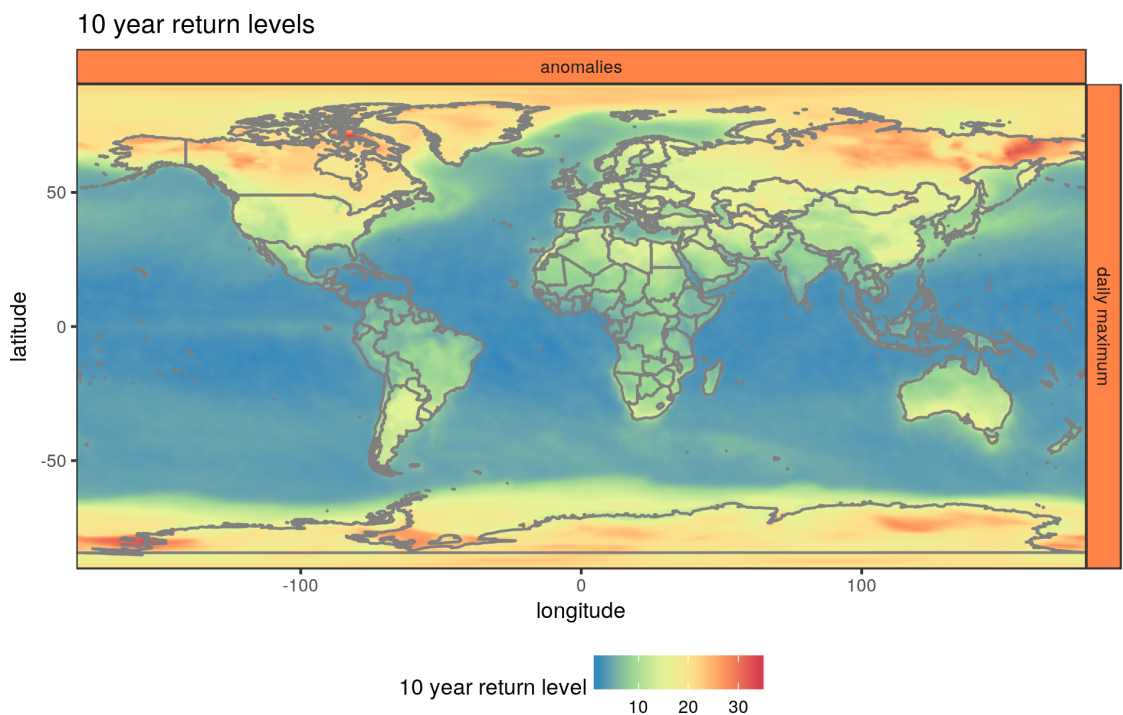 10 year return levels
anomalies
daily maximum
latitude
50
0
-50
-100 0 100
longitude
10 year return level
10 20 30